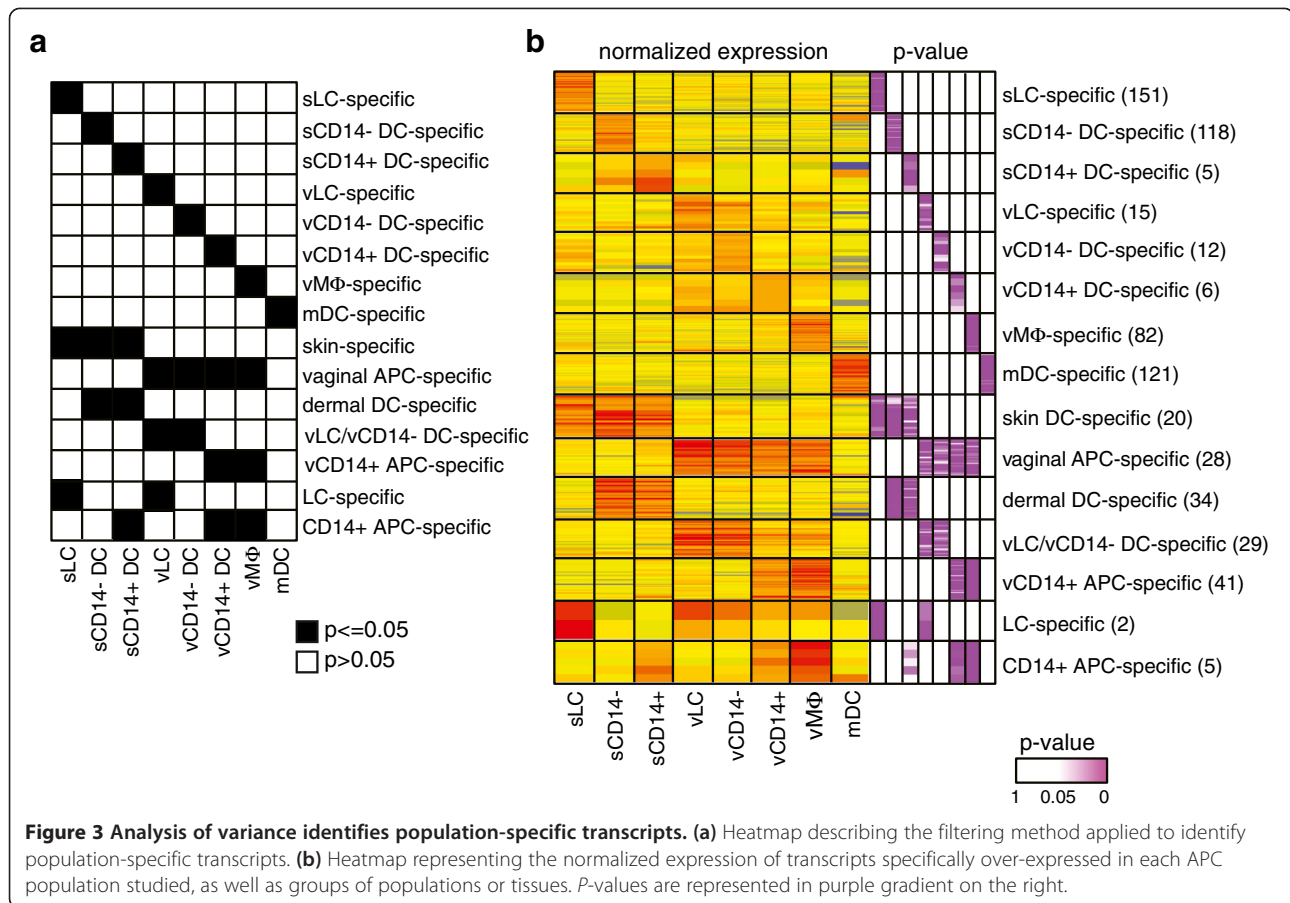 a
sLC-specific
sCD14- DC-specific
sCD14+ DC-specific
vLC-specific
vCD14- DC-specific
vCD14+ DC-specific
vMΦ-specific
mDC-specific
skin-specific
vaginal APC-specific
dermal DC-specific
vLC/vCD14- DC-specific
vCD14+ APC-specific
LC-specific
CD14+ APC-specific
sLC
sCD14- DC
sCD14+ DC
vLC
vCD14- DC
vCD14+ DC
vMΦ
mDC
p<=0.05
p>0.05
b
normalized expression
p-value
sLC-specific (151)
sCD14- DC-specific (118)
sCD14+ DC-specific (5)
vLC-specific (15)
vCD14- DC-specific (12)
vCD14+ DC-specific (6)
vMΦ-specific (82)
mDC-specific (121)
skin DC-specific (20)
vaginal APC-specific (28)
dermal DC-specific (34)
vLC/vCD14- DC-specific (29)
vCD14+ APC-specific (41)
LC-specific (2)
CD14+ APC-specific (5)
sLC
sCD14-
sCD14+
vLC
vCD14-
vCD14+
vMΦ
mDC
p-value
1 0.05 0
Figure 3 Analysis of variance identifies population-specific transcripts. (a) Heatmap describing the filtering method applied to identify
population-specific transcripts. (b) Heatmap representing the normalized expression of transcripts specifically over-expressed in each APC
population studied, as well as groups of populations or tissues. P-values are represented in purple gradient on the right.